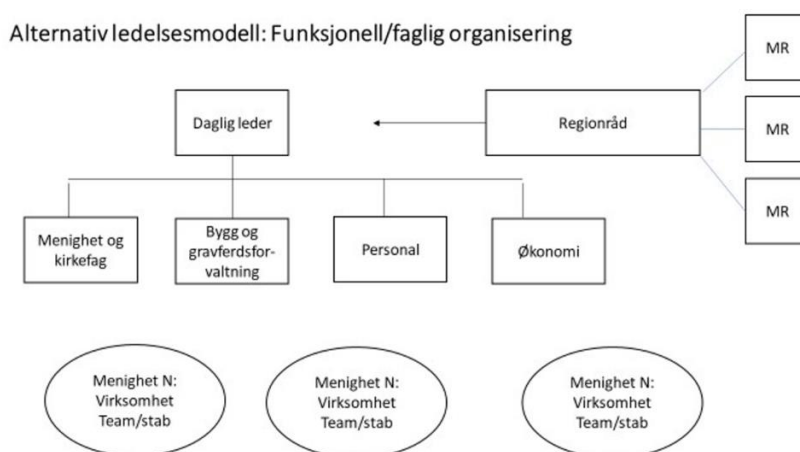 Alternativ ledelsesmodell: Funksjonell/faglig organisering
MR
Daglig leder
Regionråd
MR
MR
Menighet og
kirkefag
Bygg og
gravferdsfor-
valtning
Personal
Økonomi
Menighet N:
Virksomhet
Team/stab
Menighet N:
Virksomhet
Team/stab
Menighet N:
Virksomhet
Team/stab